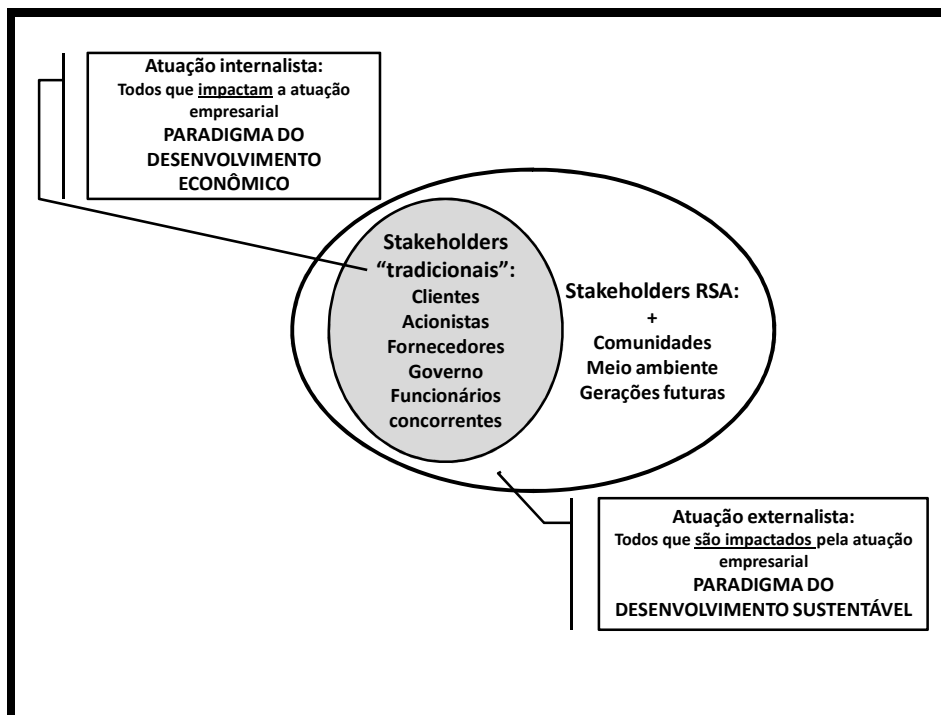 Atuação internalista:
Todos que impactam a atuação
empresarial
PARADIGMA DO
DESENVOLVIMENTO
ECONÔMICO
Stakeholders
“tradicionais”:
Clientes
Acionistas
Fornecedores
Governo
Funcionários
concorrentes
Stakeholders RSA:
+
Comunidades
Meio ambiente
Gerações futuras
Atuação externalista:
Todos que são impactados pela atuação
empresarial
PARADIGMA DO
DESENVOLVIMENTO SUSTENTÁVEL